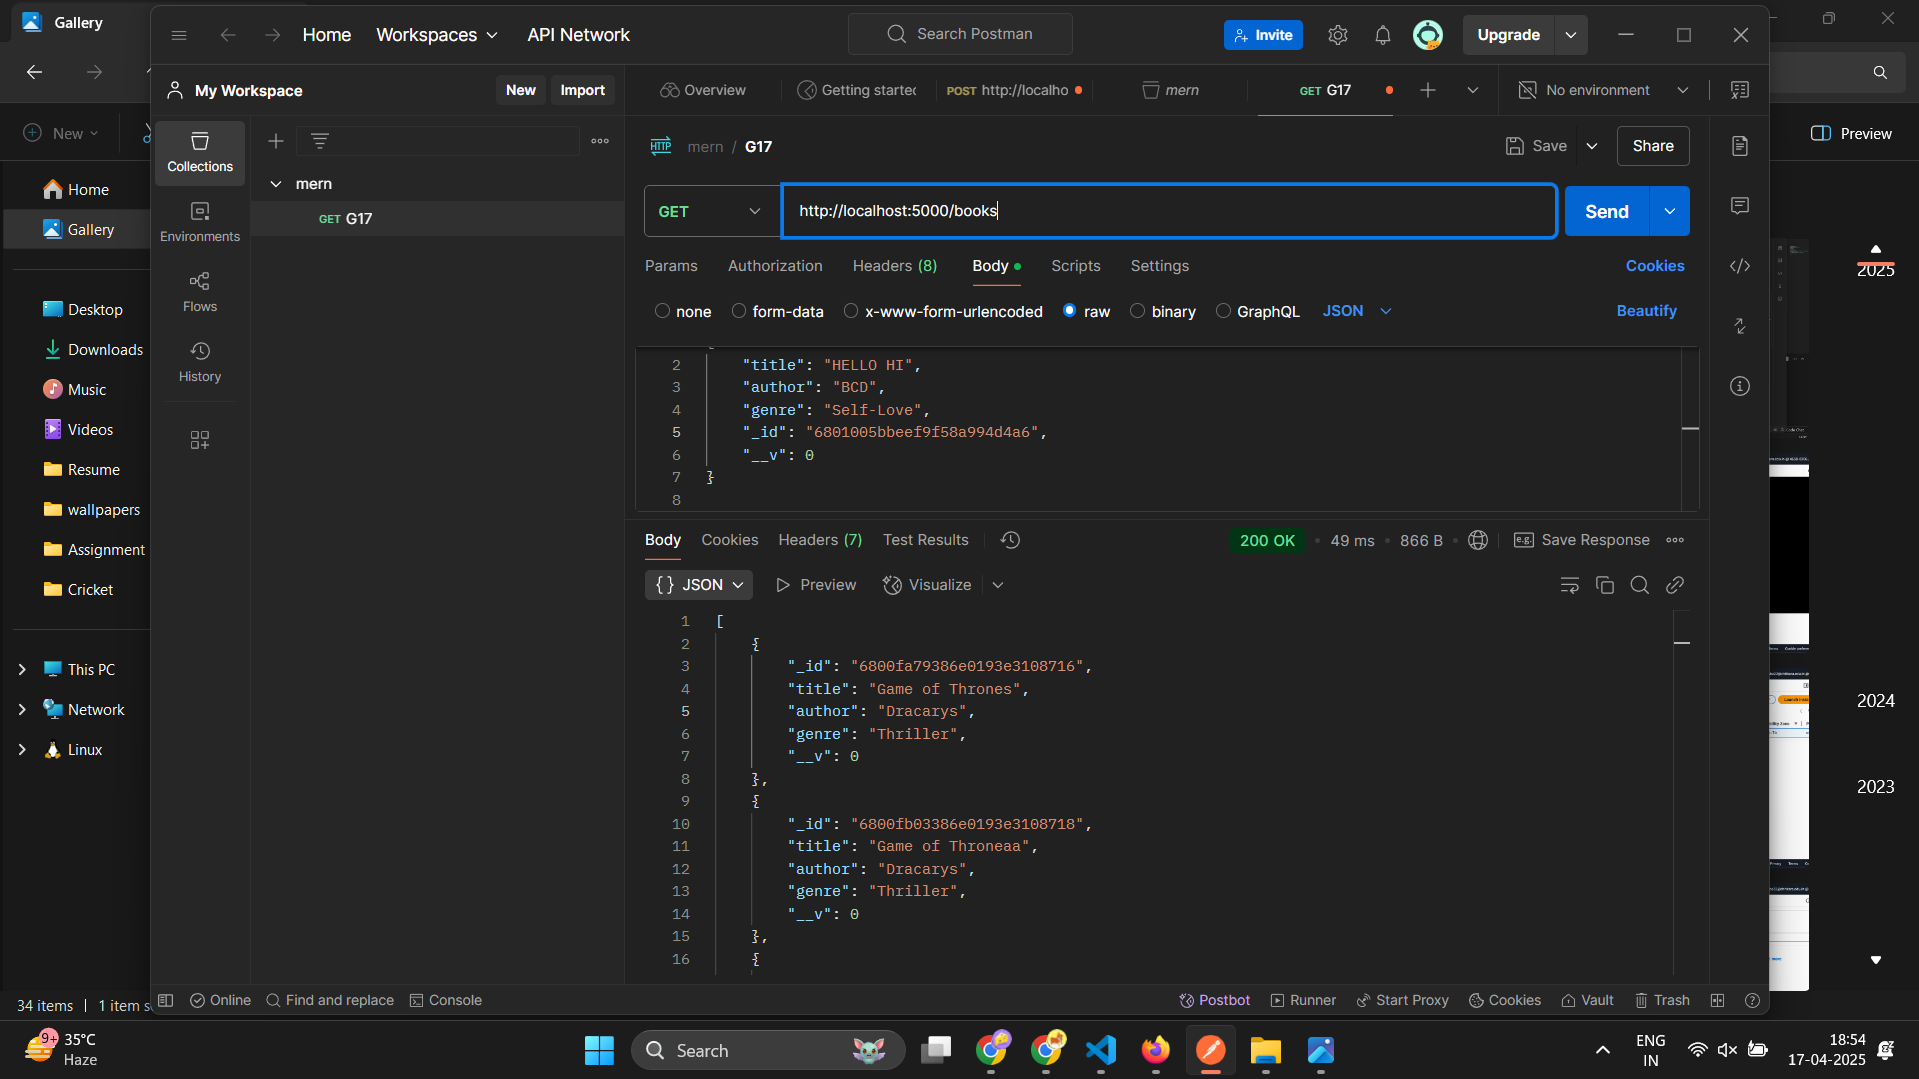 Gallery
Home
Workspaces
API Network
Search Postman
Invite
Upgrade
My Workspace
New
Import
Overview
Getting started
POST http://localho
mern
GET G17
No environment
New
Preview
Collections
mern / G17
Save
Share
Home
Gallery
mern
GET G17
Environments
GET
http://localhost:5000/books
Send
Params
Authorization
Headers (8)
Body
Scripts
Settings
Cookies
2025
none
form-data
x-www-form-urlencoded
raw
binary
GraphQL
JSON
Beautify
Desktop
Downloads
Music
Videos
Resume
wallpapers
Assignment
Cricket
This PC
Network
Linux
Flows
History
2 "title": "HELLO HI",
3 "author": "BCD",
4 "genre": "Self-Love",
5 "_id": "6801005bbeef9f58a994d4a6",
6 "__v": 0
7 }
8
Body
Cookies
Headers (7)
Test Results
200 OK
49 ms
866 B
e.g.
Save Response
{} JSON
Preview
Visualize
1 [
2 {
3 "_id": "6800fa79386e0193e3108716",
4 "title": "Game of Thrones",
5 "author": "Dracarys",
6 "genre": "Thriller",
7 "__v": 0
8 },
9 {
10 "_id": "6800fb03386e0193e3108718",
11 "title": "Game of Throneaa",
12 "author": "Dracarys",
13 "genre": "Thriller",
14 "__v": 0
15 },
16 {
2024
2023
34 items
1 item s
Online
Find and replace
Console
Postbot
Runner
Start Proxy
Cookies
Vault
Trash
9+
35°C
Haze
Search
ENG
IN
18:54
17-04-2025